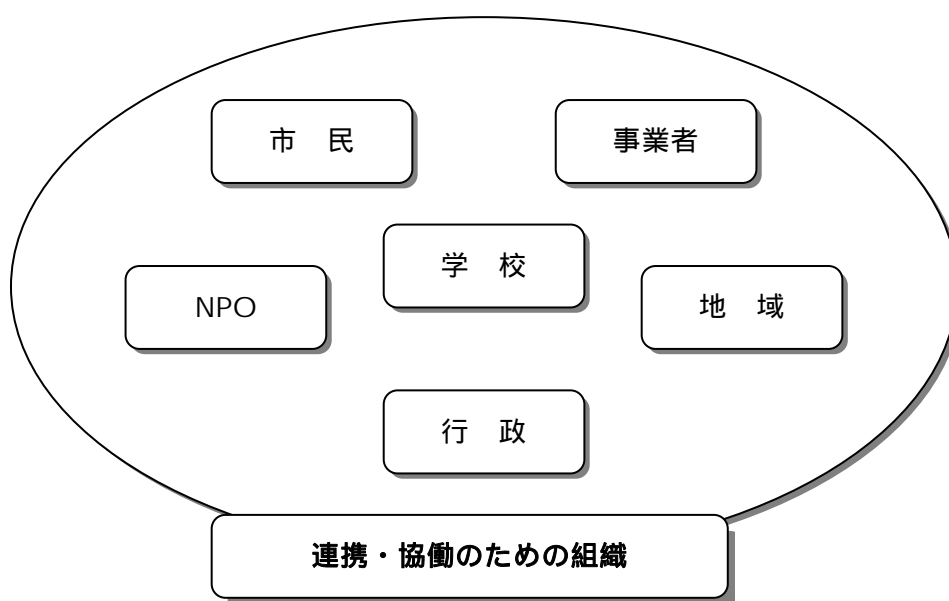 市　民
事業者
学　校
NPO
地　域
行　政
連携・協働のための組織